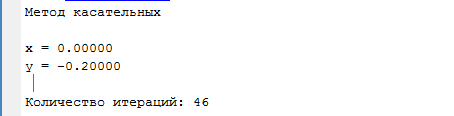 Метод касательных
x = 0.00000
y = -0.20000
Количество итераций: 46